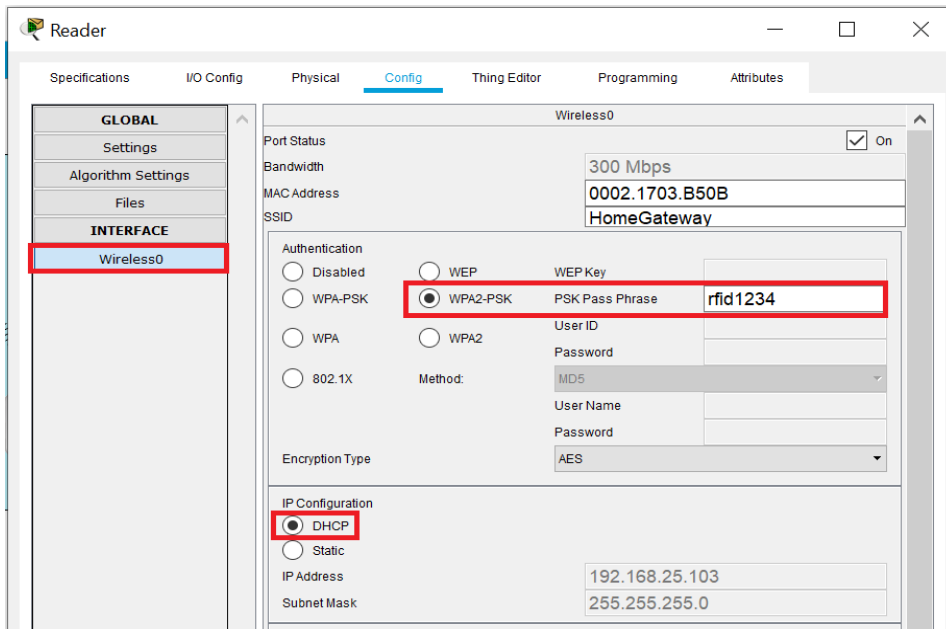 Reader
Specifications I/O Config Physical Config Thing Editor Programming Attributes
GLOBAL
Settings
Algorithm Settings
Files
INTERFACE
Wireless0
Wireless0
Port Status On
Bandwidth 300 Mbps
MAC Address 0002.1703.B50B
SSID HomeGateway
Authentication
Disabled WEP WEP Key
WPA-PSK WPA2-PSK PSK Pass Phrase rfid1234
WPA WPA2 User ID
Password
802.1X Method: MD5
User Name
Password
Encryption Type AES
IP Configuration
DHCP
Static
IP Address 192.168.25.103
Subnet Mask 255.255.255.0